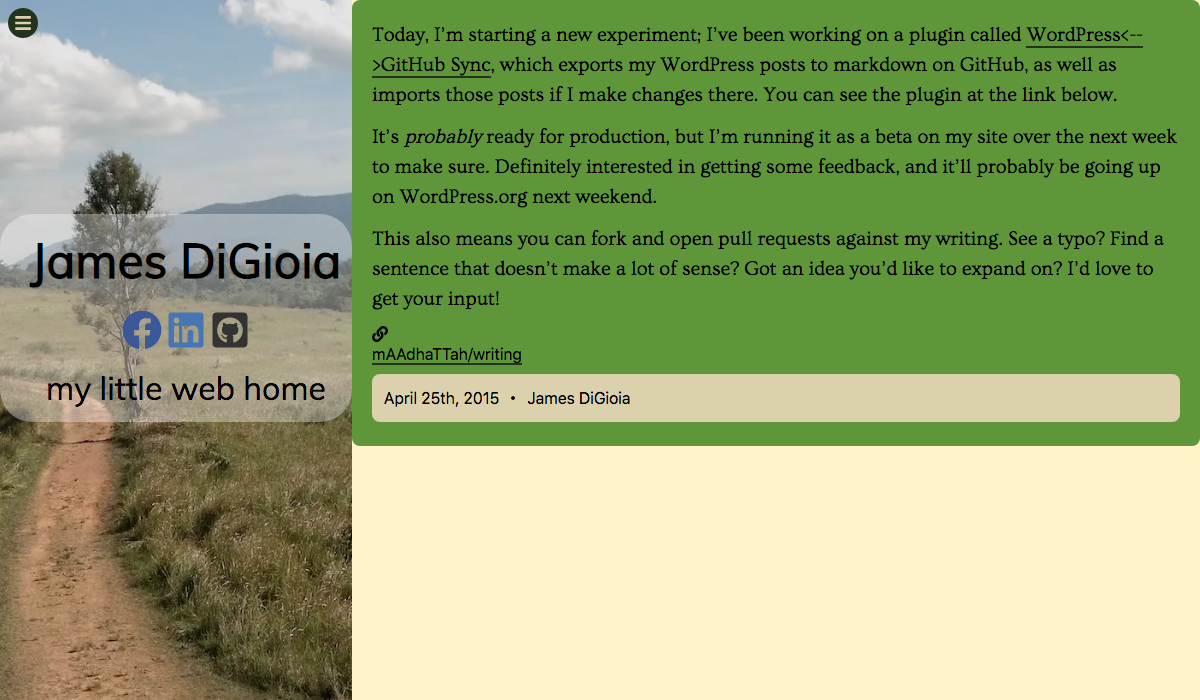 James DiGioia
my little web home
Today, I’m starting a new experiment; I’ve been working on a plugin called WordPress<--
>GitHub Sync, which exports my WordPress posts to markdown on GitHub, as well as
imports those posts if I make changes there. You can see the plugin at the link below.
It’s probably ready for production, but I’m running it as a beta on my site over the next week
to make sure. Definitely interested in getting some feedback, and it’ll probably be going up
on WordPress.org next weekend.
This also means you can fork and open pull requests against my writing. See a typo? Find a
sentence that doesn’t make a lot of sense? Got an idea you’d like to expand on? I’d love to
get your input!
mAAdhaTTah/writing
April 25th, 2015 • James DiGioia